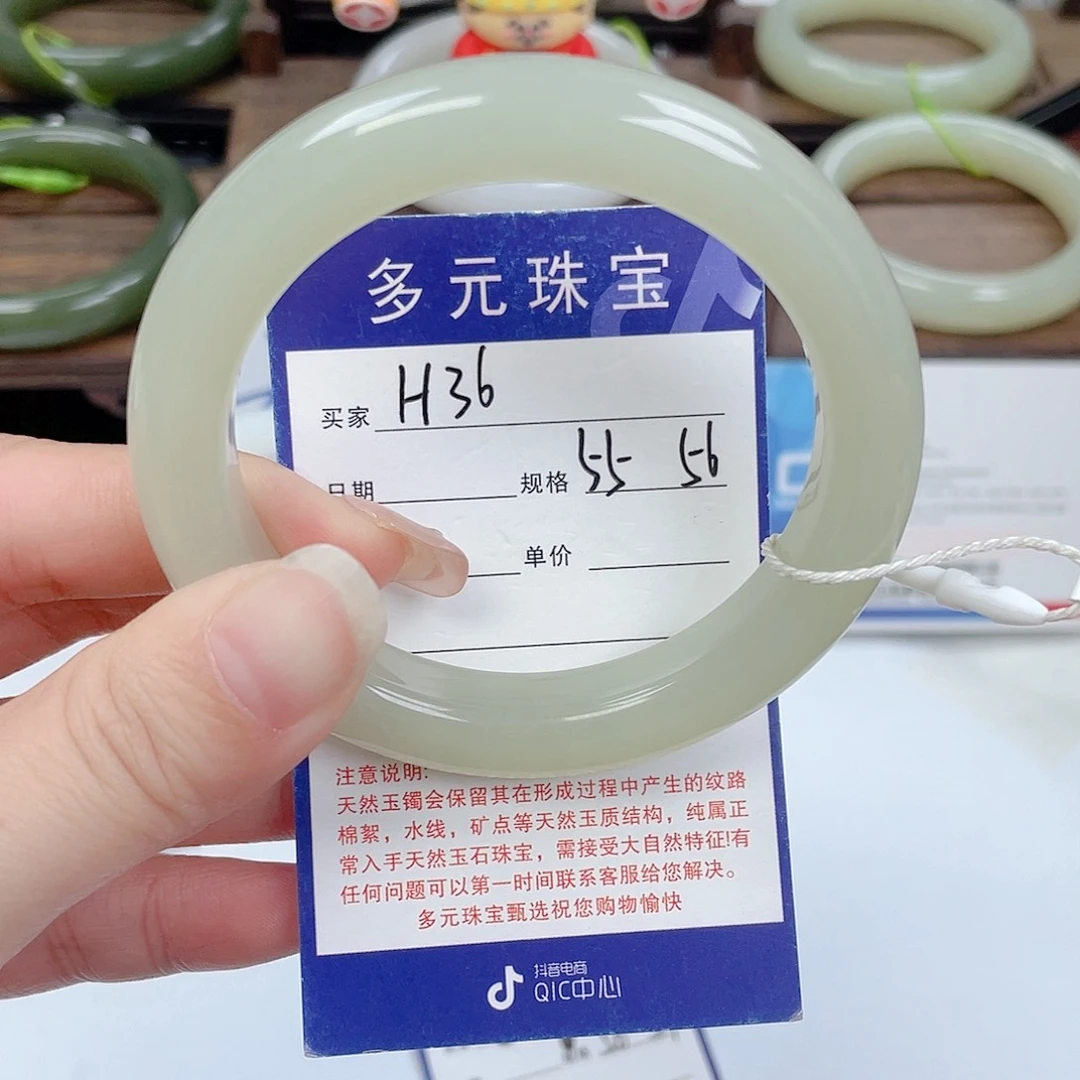 多元珠宝
买家 H36
日期 规格 55 56
单价
注意说明:
天然玉镯会保留其在形成过程中产生的纹路
棉絮，水线，矿点等天然玉质结构，纯属正
常入手天然玉石珠宝，需接受大自然特征!有
任何问题可以第一时间联系客服给您解决。
多元珠宝甄选祝您购物愉快
抖音电商
QIC中心